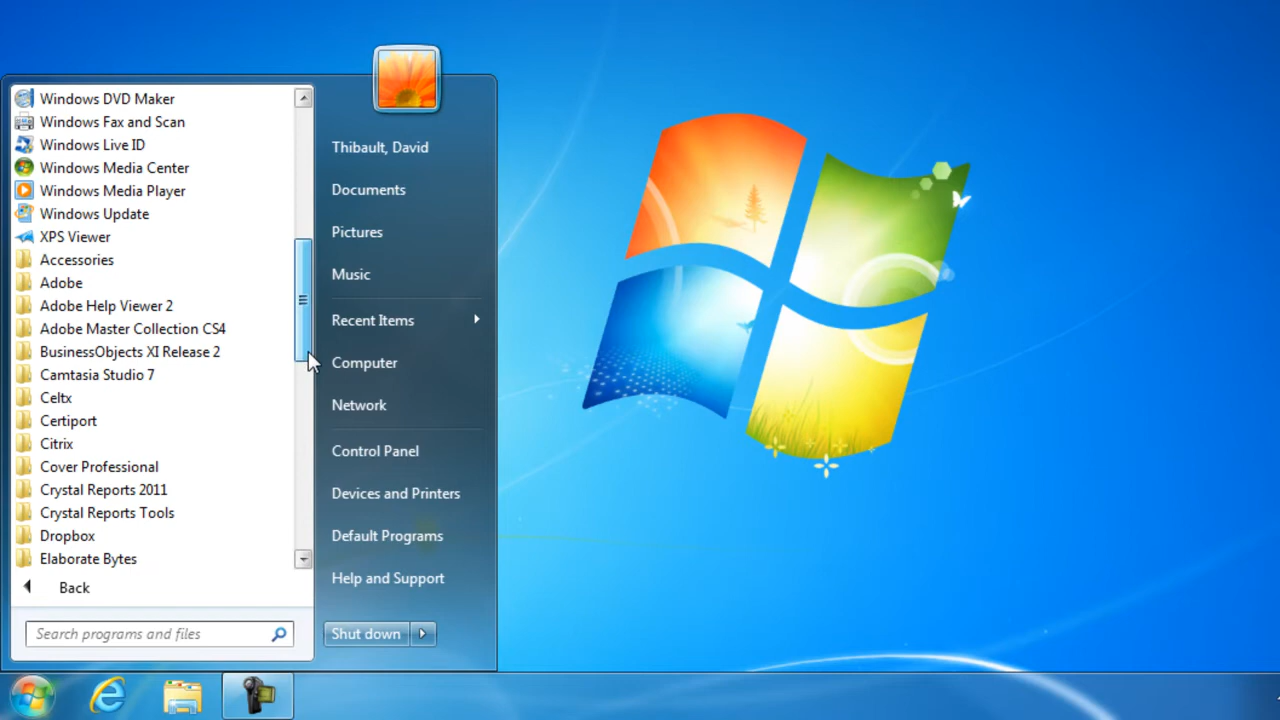 Windows DVD Maker
Windows Fax and Scan
Windows Live ID
Windows Media Center
Windows Media Player
Windows Update
XPS Viewer
Accessories
Adobe
Adobe Help Viewer 2
Adobe Master Collection CS4
BusinessObjects XI Release 2
Camtasia Studio 7
Celtx
Certiport
Citrix
Cover Professional
Crystal Reports 2011
Crystal Reports Tools
Dropbox
Elaborate Bytes
Back
Search programs and files
Thibault, David
Documents
Pictures
Music
Recent Items
Computer
Network
Control Panel
Devices and Printers
Default Programs
Help and Support
Shut down